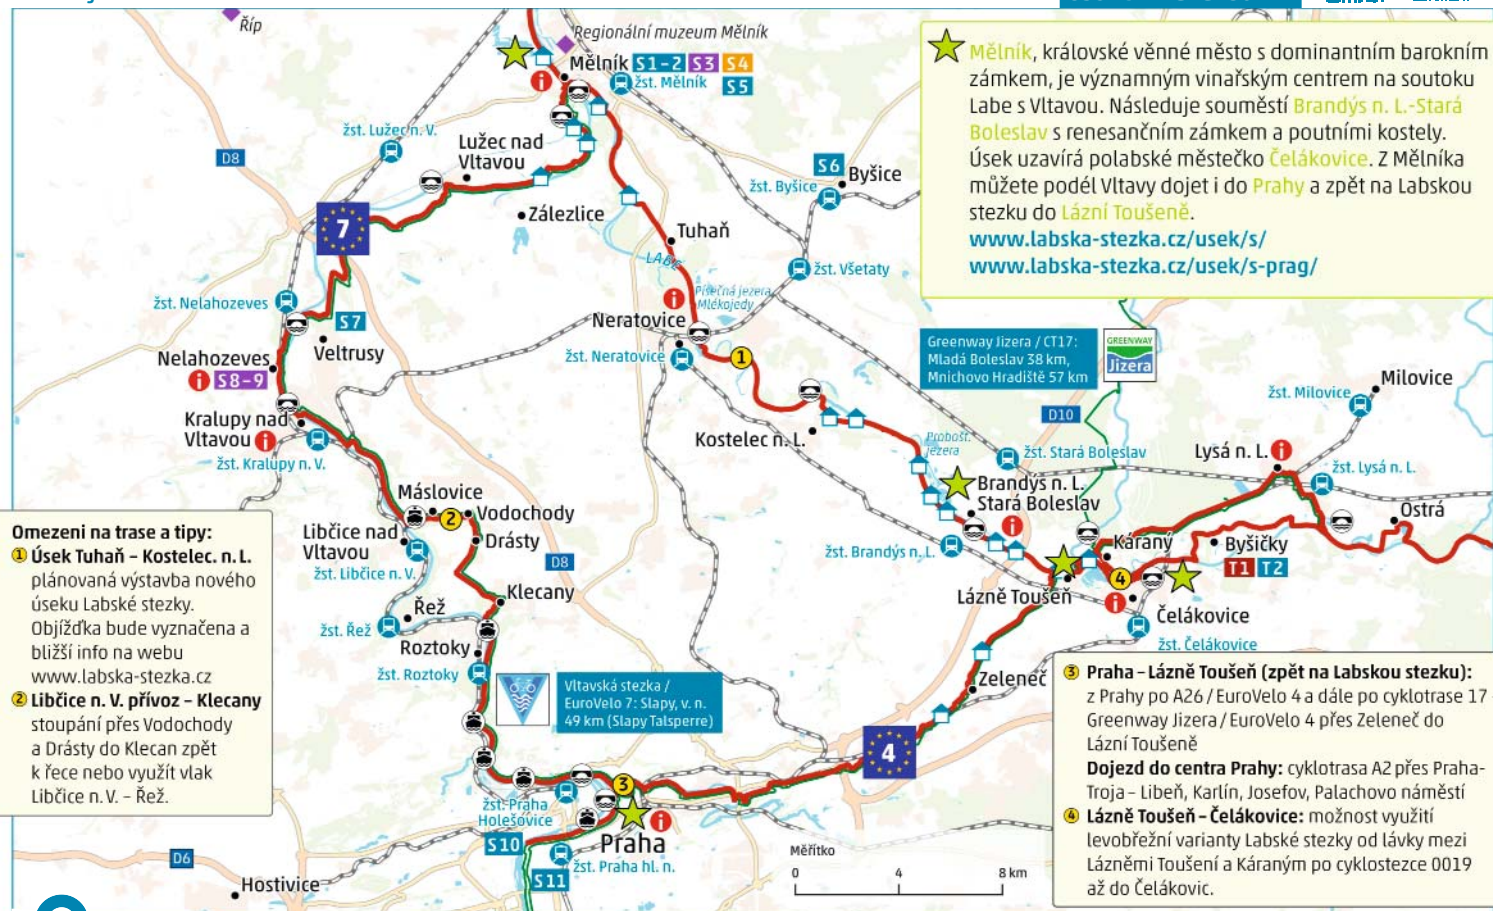 Říp
Regionální muzeum Mělník
Mělník S1-2 S3 S4
S5
žst. Mělník
Mělník, královské věnné město s dominantním barokním
zámkem, je významným vinařským centrem na soutoku
Labe s Vltavou. Následuje souměstí Brandýs n. L.-Stará
Boleslav s renesančním zámkem a poutními kostely.
Úsek uzavírá polabské městečko Čelákovice. Z Mělníka
můžete podél Vltavy dojet i do Prahy a zpět na Labskou
stezku do Lázní Toušeně.
www.labska-stezka.cz/usek/s/
www.labska-stezka.cz/usek/s-prag/
žst. Lužec n. V.
D8
Lužec nad
Vltavou
S6
Byšice
žst. Byšice
Zálezlice
7
Tuhaň
LABE
žst. Všetaty
žst. Nelahozeves
Písečná jezera
Mlékojedy
S7
Neratovice
Veltrusy
žst. Neratovice
1
Nelahozeves
S8-9
Greenway Jizera / CT17:
Mladá Boleslav 38 km,
Mnichovo Hradiště 57 km
GREENWAY
Jizera
Milovice
žst. Milovice
D10
Kralupy nad
Vltavou
žst. Kralupy n. V.
Kostelec n. L.
Probošt.
jezera
žst. Stará Boleslav
Lysá n. L.
žst. Lysá n. L.
Brandýs n. L.
Stará Boleslav
Máslovice
2
Vodochody
Ostrá
Libčice nad
Vltavou
Drásty
žst. Libčice n. V.
žst. Brandýs n. L.
Káraný
Byšičky
T1 T2
D8
4
Lázně Toušeň
Klecany
Čelákovice
Řež
žst. Řež
žst. Čelákovice
Roztoky
žst. Roztoky
Omezeni na trase a tipy:
1 Úsek Tuhaň – Kostelec. n. L.
plánovaná výstavba nového
úseku Labské stezky.
Objížďka bude vyznačena a
bližší info na webu
www.labska-stezka.cz
2 Libčice n. V. přívoz – Klecany
stoupání přes Vodochody
a Drásty do Klecan zpět
k řece nebo využít vlak
Libčice n. V. – Řež.
Vltavská stezka /
EuroVelo 7: Slapy, v. n.
49 km (Slapy Talsperre)
Zeleneč
4
3 Praha – Lázně Toušeň (zpět na Labskou stezku):
z Prahy po A26 / EuroVelo 4 a dále po cyklotrase 17 –
Greenway Jizera / EuroVelo 4 přes Zeleneč do
Lázní Toušeně
Dojezd do centra Prahy: cyklotrasa A2 přes Praha-
Troja – Libeň, Karlín, Josefov, Palachovo náměstí
4 Lázně Toušeň – Čelákovice: možnost využití
levobřežní varianty Labské stezky od lávky mezi
Lázněmi Toušení a Káraným po cyklostezce 0019
až do Čelákovic.
3
žst. Praha
Holešovice
S10
Praha
žst. Praha hl. n.
S11
D6
Hostivice
Měřítko
0 4 8 km